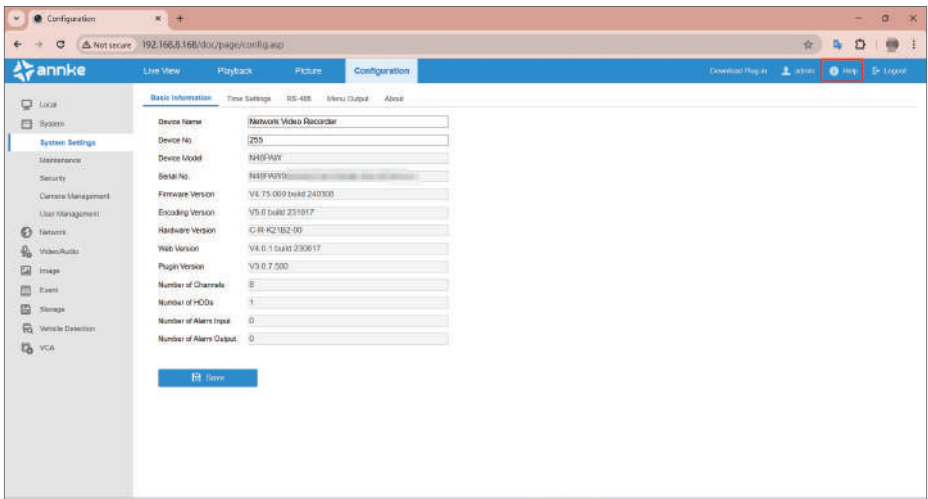 Configuration
Not secure 192.168.8.168/doc/page/config.asp
annke Live View Playback Picture Configuration Download Plug-in admin Help Logout
Local
System
System Settings
Maintenance
Security
Camera Management
User Management
Network
Video/Audio
Image
Event
Storage
Vehicle Detection
VCA
Basic Information Time Settings RS-485 Menu Output About
Device Name Network Video Recorder
Device No. 255
Device Model
Serial No.
Firmware Version V4.75.000 build 240308
Encoding Version V5.0 build 231017
Hardware Version C-R-K21B2-00
Web Version V4.0.1 build 230617
Plugin Version V3.0.7.500
Number of Channels 8
Number of HDDs 1
Number of Alarm Input 0
Number of Alarm Output 0
Save